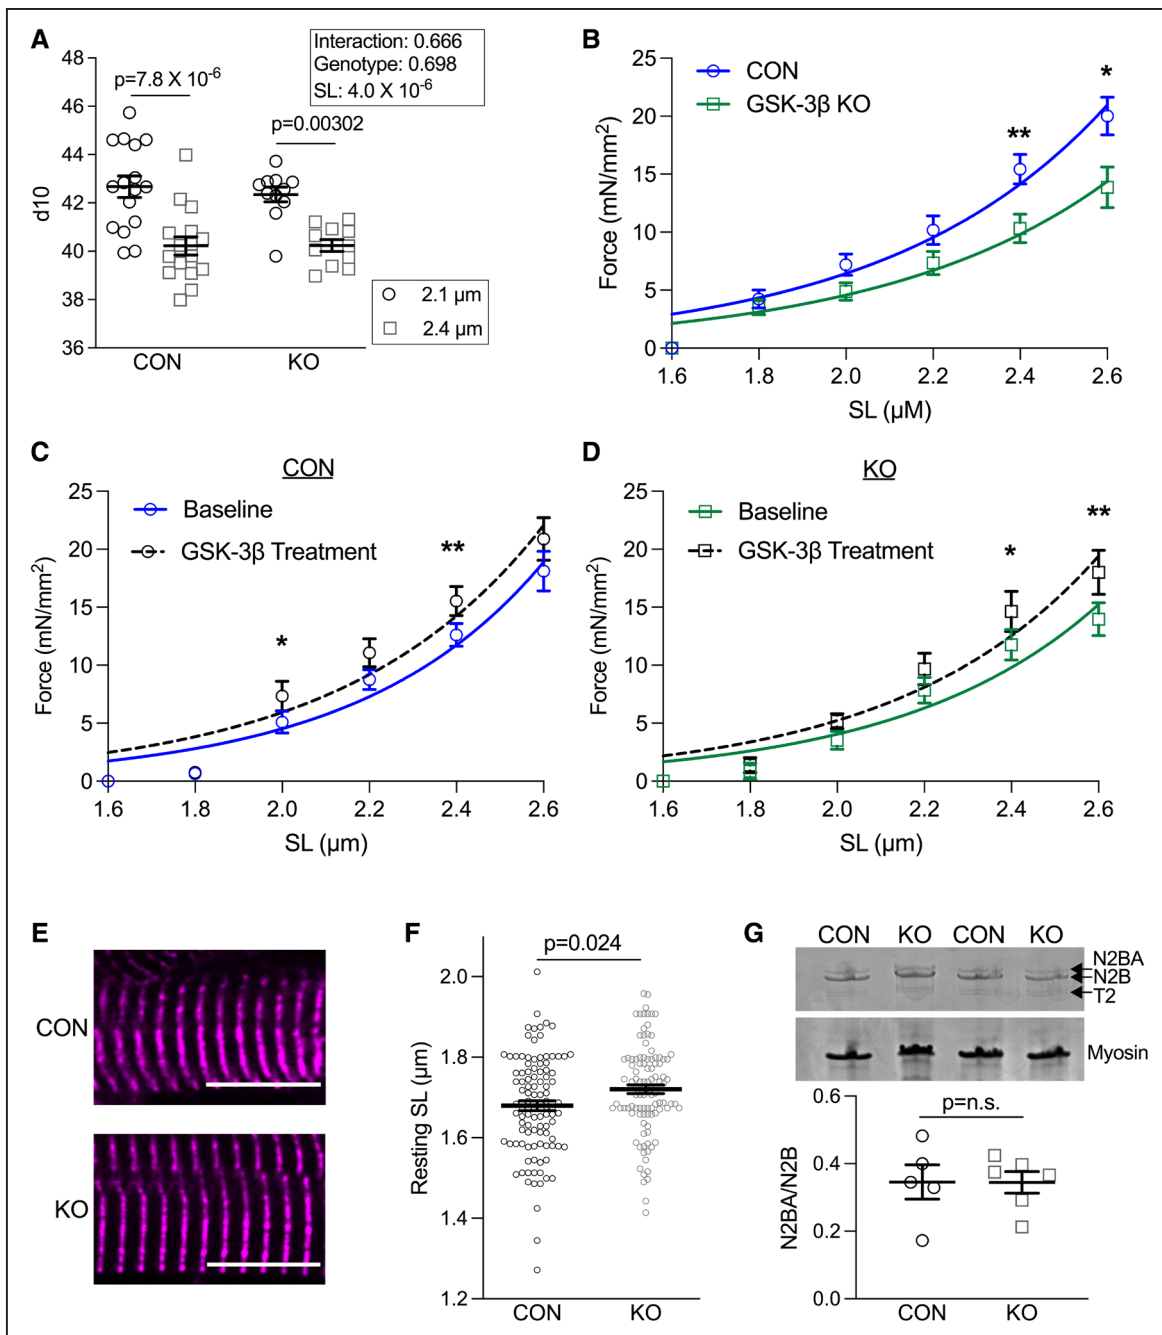 A
48
46
44
42
40
38
36
d10
p=7.8 X 10-6
p=0.00302
Interaction: 0.666
Genotype: 0.698
SL: 4.0 X 10-6
2.1 µm
2.4 µm
CON
KO
B
25
20
15
10
5
0
Force (mN/mm2)
CON
GSK-3β KO
**
*
1.6
1.8
2.0
2.2
2.4
2.6
SL (µM)
C
CON
25
20
15
10
5
0
Force (mN/mm2)
Baseline
GSK-3β Treatment
*
**
1.6
1.8
2.0
2.2
2.4
2.6
SL (µm)
D
KO
25
20
15
10
5
0
Force (mN/mm2)
Baseline
GSK-3β Treatment
*
**
1.6
1.8
2.0
2.2
2.4
2.6
SL (µm)
E
CON
KO
F
p=0.024
2.0
1.8
1.6
1.4
1.2
Resting SL (µm)
CON
KO
G
CON KO CON KO
N2BA
N2B
T2
Myosin
0.6
0.4
0.2
0.0
N2BA/N2B
p=n.s.
CON
KO